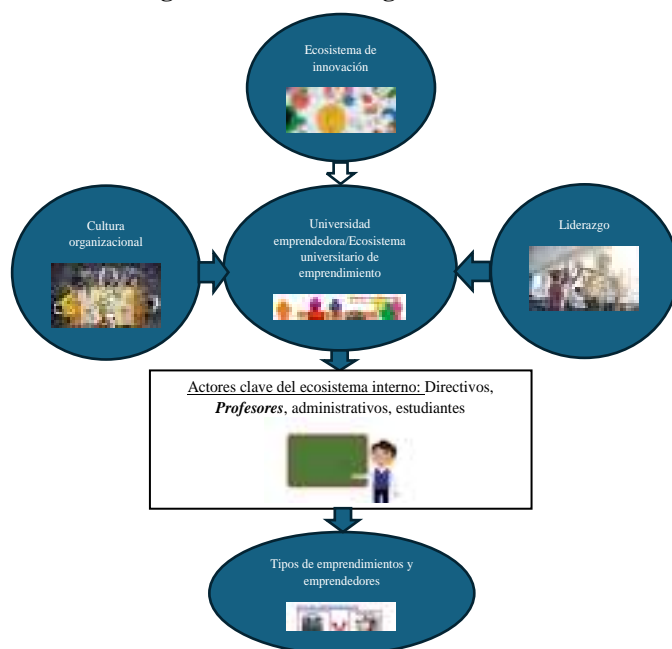 Ecosistema de
innovación
Cultura
organizacional
Universidad
emprendedora/Ecosistema
universitario de
emprendimiento
Liderazgo
Actores clave del ecosistema interno: Directivos,
Profesores, administrativos, estudiantes
Tipos de emprendimientos y
emprendedores